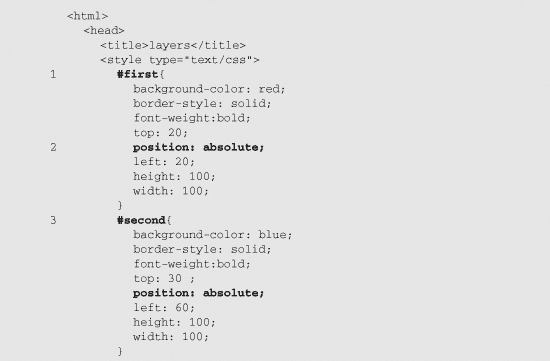 <html>
<head>
<title>layers</title>
<style type="text/css">
1 #first{
background-color: red;
border-style: solid;
font-weight:bold;
top: 20;
2 position: absolute;
left: 20;
height: 100;
width: 100;
}
3 #second{
background-color: blue;
border-style: solid;
font-weight:bold;
top: 30 ;
position: absolute;
left: 60;
height: 100;
width: 100;
}